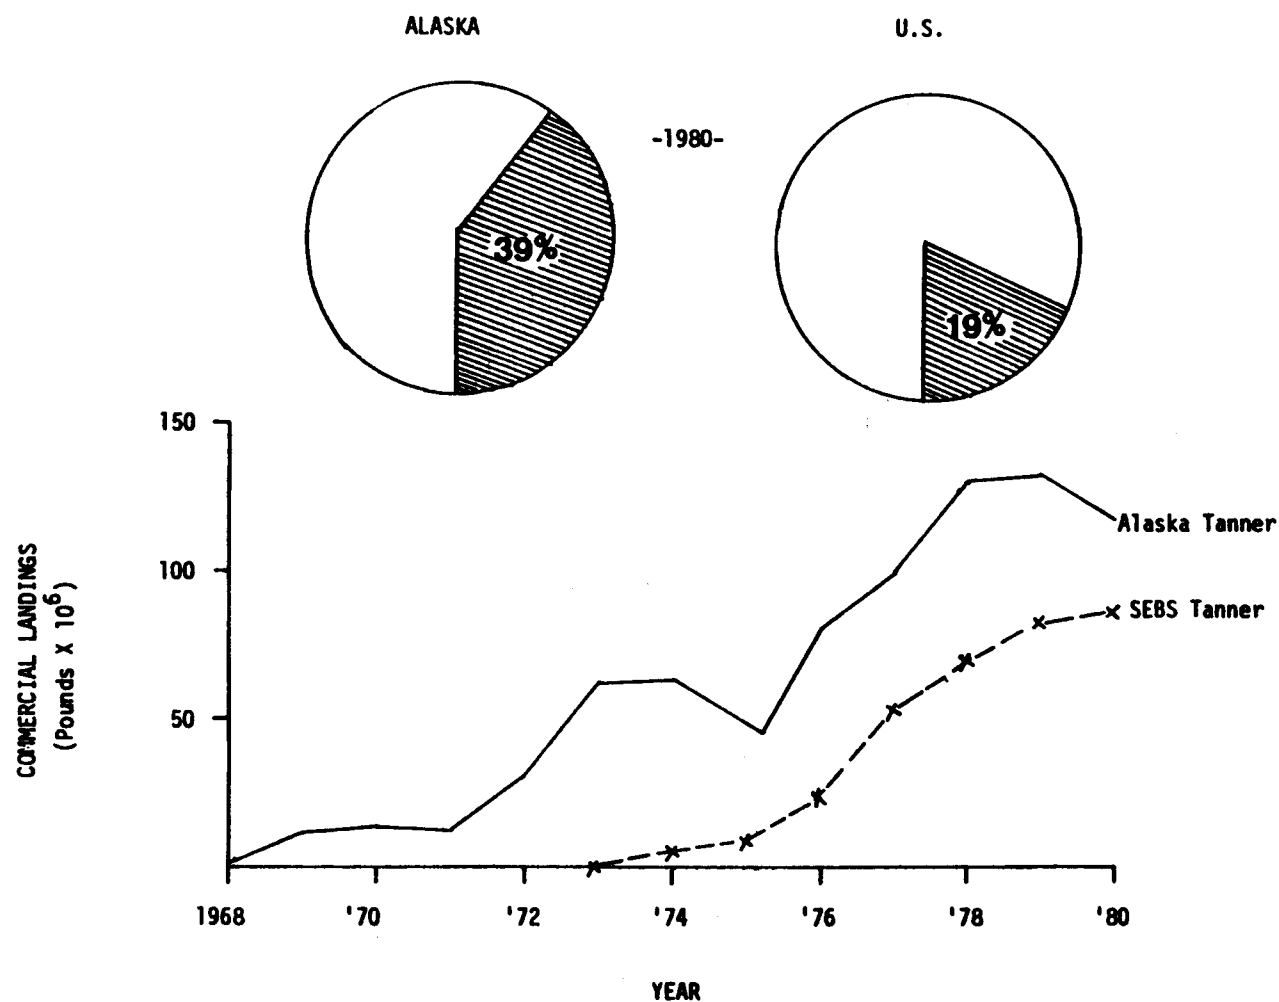 ALASKA
U.S.
-1980-
39%
19%
150
100
50
COMMERCIAL LANDINGS
(Pounds X 10⁶)
Alaska Tanner
SEBS Tanner
1968 '70 '72 '74 '76 '78 '80
YEAR